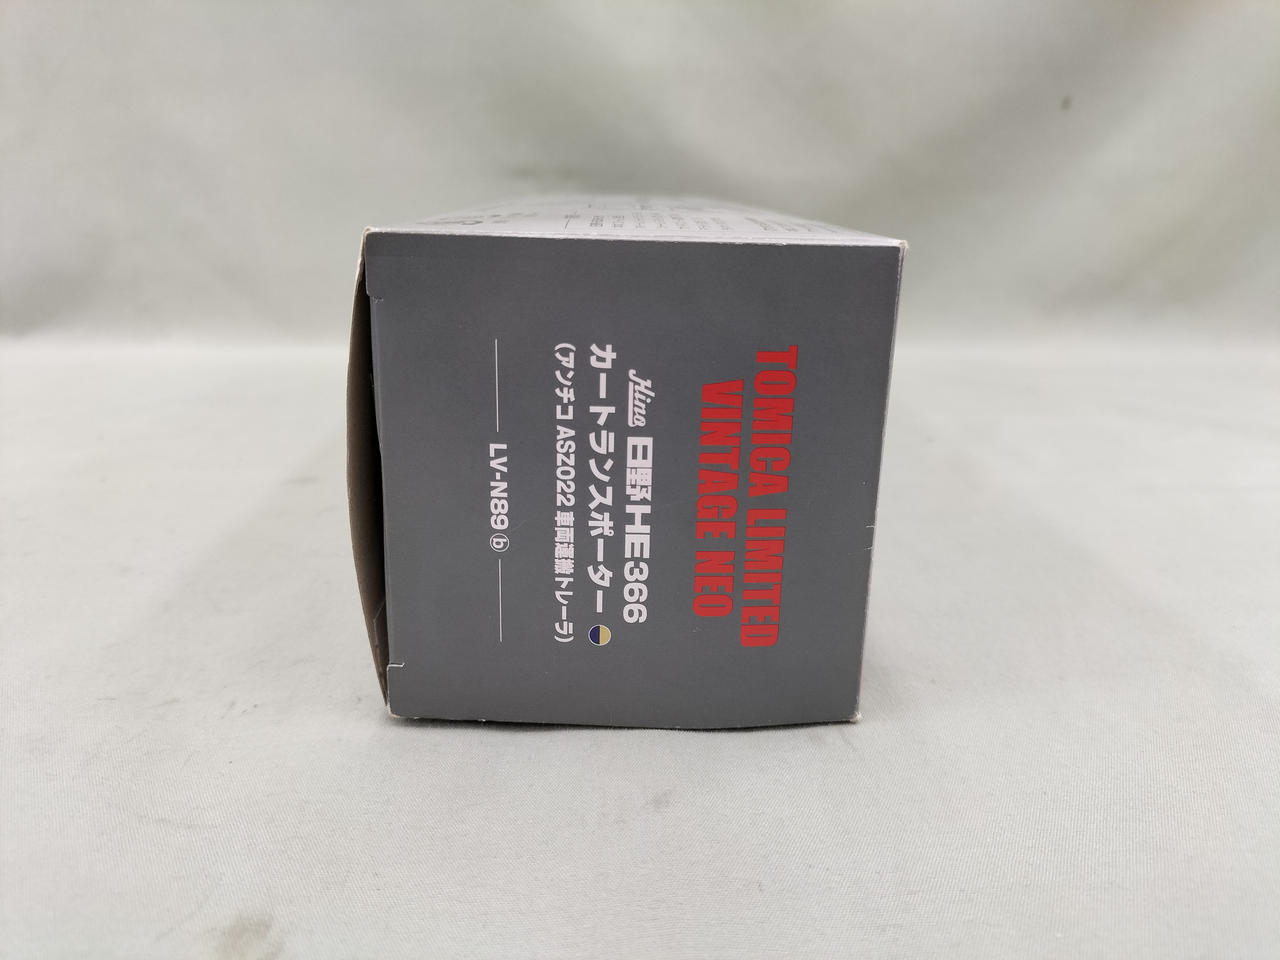 TOMICA LIMITED
VINTAGE NEO
Hino 日野HE366
カートランスポーター
(アンチコ ASZ022 車両運搬トレーラ)
LV-N89 ⓑ